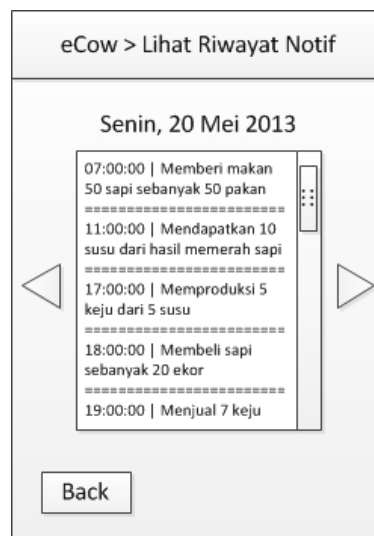 eCow > Lihat Riwayat Notif
Senin, 20 Mei 2013
07:00:00 | Memberi makan
50 sapi sebanyak 50 pakan
=========================
11:00:00 | Mendapatkan 10
susu dari hasil memerah sapi
=========================
17:00:00 | Memproduksi 5
keju dari 5 susu
=========================
18:00:00 | Membeli sapi
sebanyak 20 ekor
=========================
19:00:00 | Menjual 7 keju
Back